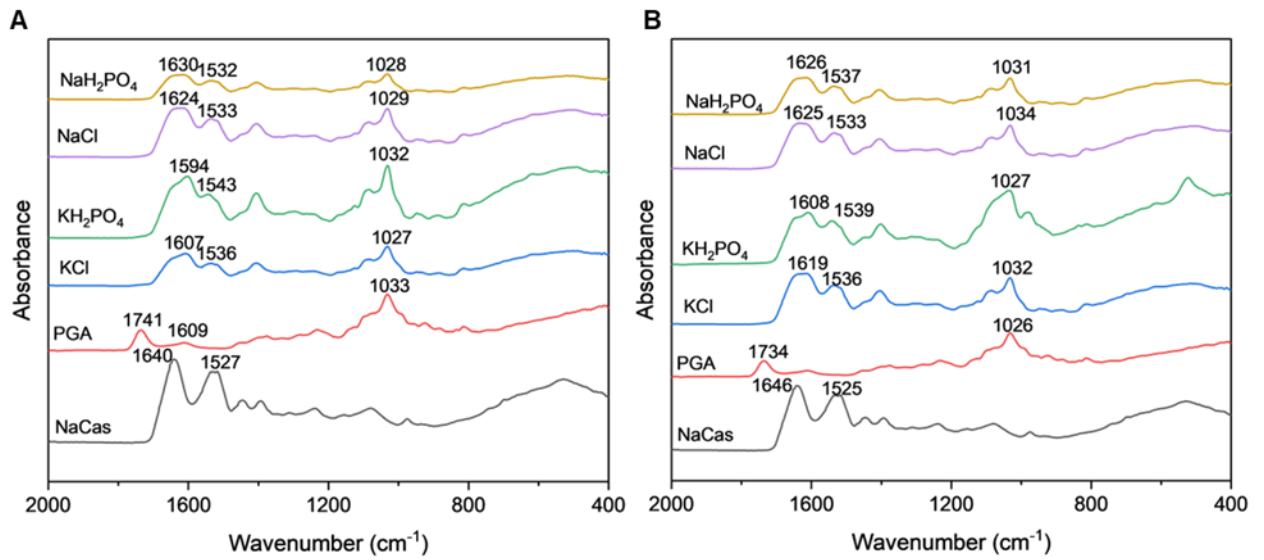 A
NaH₂PO₄
1630
1532
1028
1624
1533
1029
NaCl
1594
1543
1032
KH₂PO₄
1607
1536
1027
KCl
1033
1741
1609
PGA
1640
1527
NaCas
Absorbance
2000
1600
1200
800
400
Wavenumber (cm⁻¹)
B
1626
1537
1031
NaH₂PO₄
1625
1533
1034
NaCl
1608
1539
1027
KH₂PO₄
1619
1536
1032
KCl
1026
1734
PGA
1646
1525
NaCas
Absorbance
2000
1600
1200
800
400
Wavenumber (cm⁻¹)